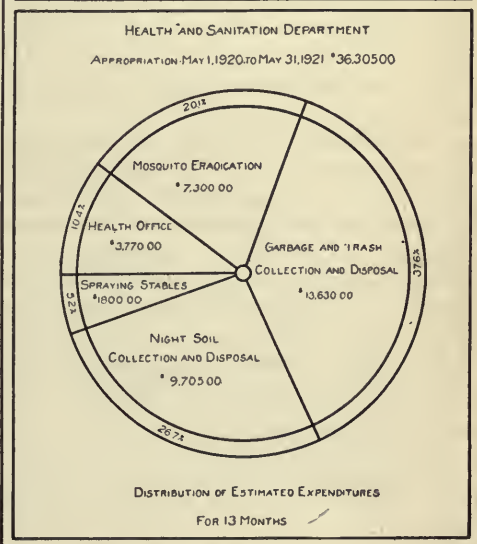 HEALTH AND SANITATION DEPARTMENT
APPROPRIATION-MAY 1, 1920 TO MAY 31, 1921 $36,305 00
20.1%
MOSQUITO ERADICATION
$7,300 00
10.4%
HEALTH OFFICE
$3,770 00
GARBAGE AND TRASH
COLLECTION AND DISPOSAL
$13,630 00
37.6%
SPRAYING STABLES
$1800 00
5.2%
NIGHT SOIL
COLLECTION AND DISPOSAL
$9,705 00
26.7%
DISTRIBUTION OF ESTIMATED EXPENDITURES
FOR 13 MONTHS